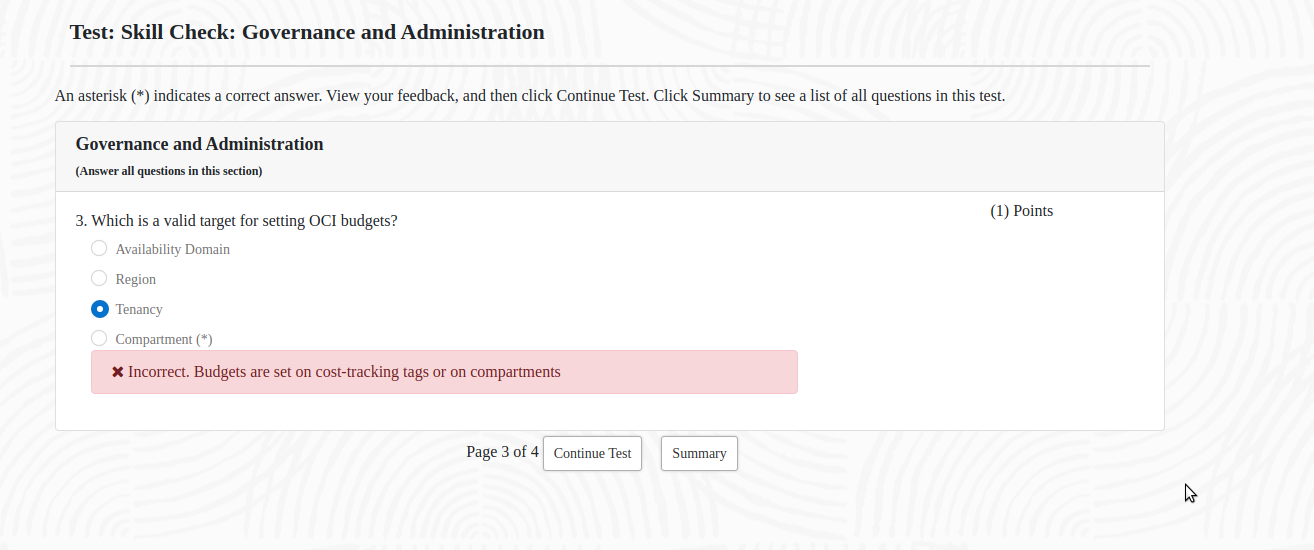 Test: Skill Check: Governance and Administration
An asterisk (*) indicates a correct answer. View your feedback, and then click Continue Test. Click Summary to see a list of all questions in this test.
Governance and Administration
(Answer all questions in this section)
3. Which is a valid target for setting OCI budgets?
(1) Points
Availability Domain
Region
Tenancy
Compartment (*)
Incorrect. Budgets are set on cost-tracking tags or on compartments
Page 3 of 4 Continue Test Summary